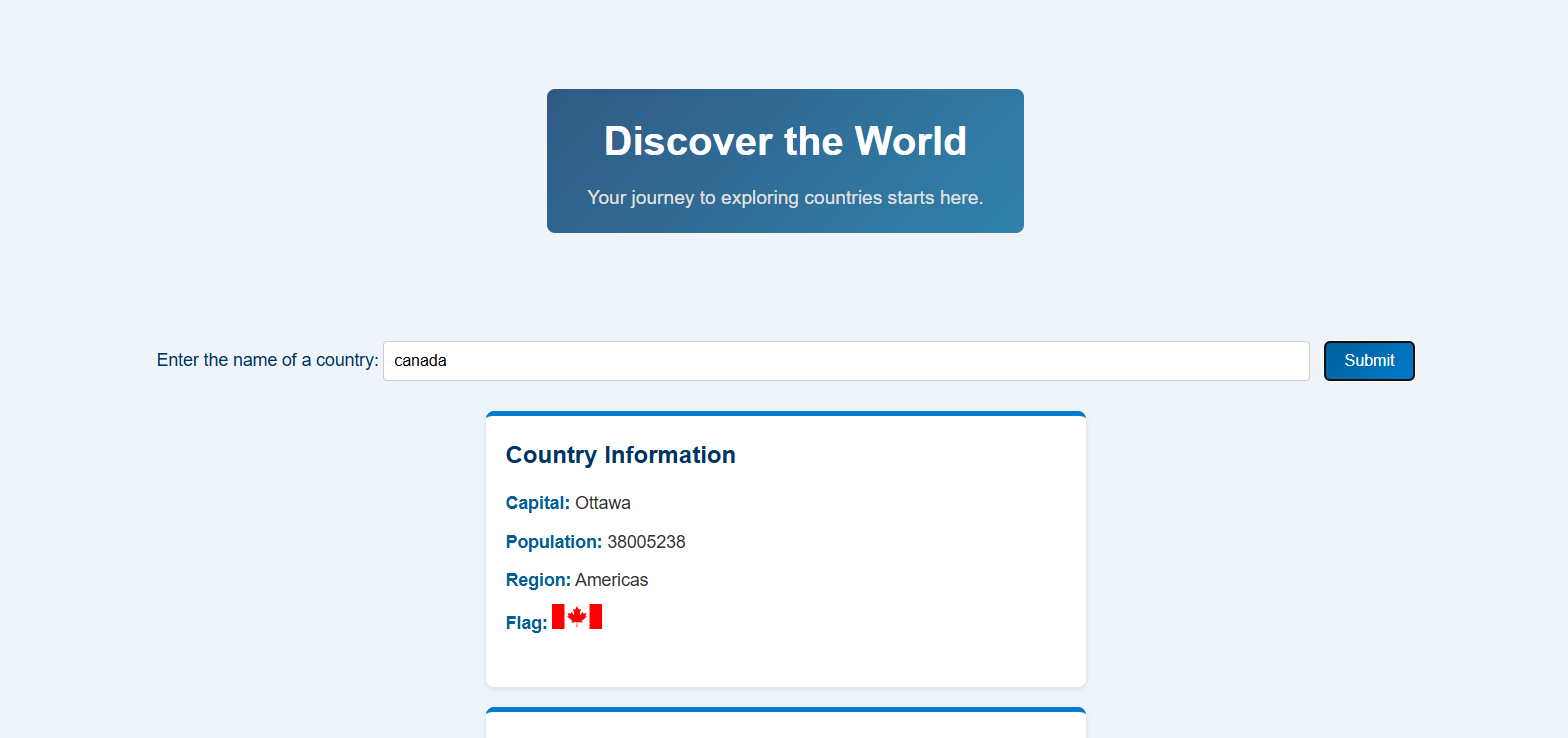 Discover the World
Your journey to exploring countries starts here.
Enter the name of a country: canada Submit
Country Information
Capital: Ottawa
Population: 38005238
Region: Americas
Flag: